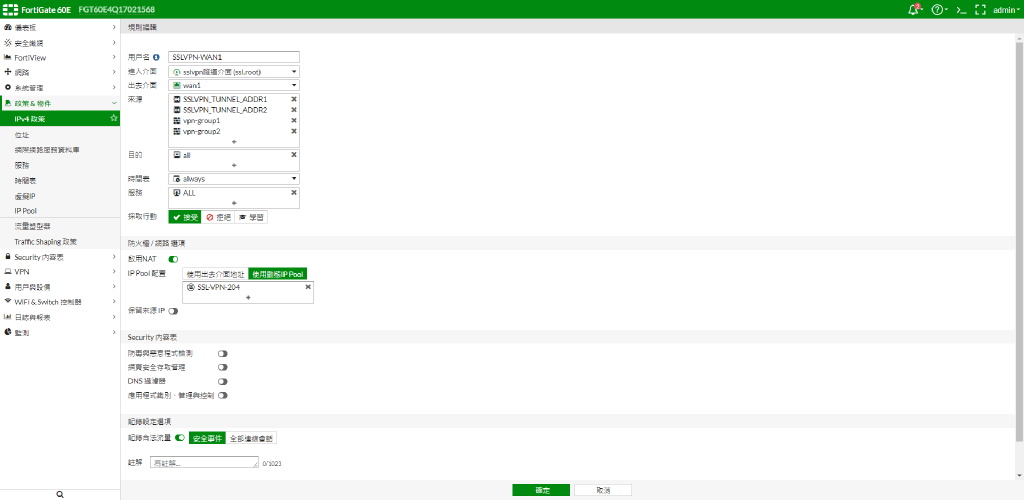 FortiGate 60E FGT60E4Q17021568
2
admin
儀表板
安全織網
FortiView
網路
系統管理
政策 & 物件
IPv4 政策
位址
網際網路服務資料庫
服務
時間表
虛擬IP
IP Pool
流量塑型器
Traffic Shaping 政策
Security 內容表
VPN
用戶與設備
WiFi & Switch 控制器
日誌與報表
監測
規則編輯
用戶名 SSLVPN-WAN1
進入介面 sslvpn隧道介面 (ssl.root)
出去介面 wan1
來源 SSLVPN_TUNNEL_ADDR1
SSLVPN_TUNNEL_ADDR2
vpn-group1
vpn-group2
+
目的 all
+
時間表 always
服務 ALL
+
採取行動 接受 拒絕 學習
防火牆 / 網路 選項
啟用NAT
IP Pool 配置 使用出去介面地址 使用動態IP Pool
SSL-VPN-204
+
保留來源 IP
Security 內容表
防毒與惡意程式檢測
網頁安全存取管理
DNS 過濾器
應用程式識別、管理與控制
記錄設定選項
記錄合法流量 安全事件 全部連線會話
註解 寫註解... 0/1023
確定 取消